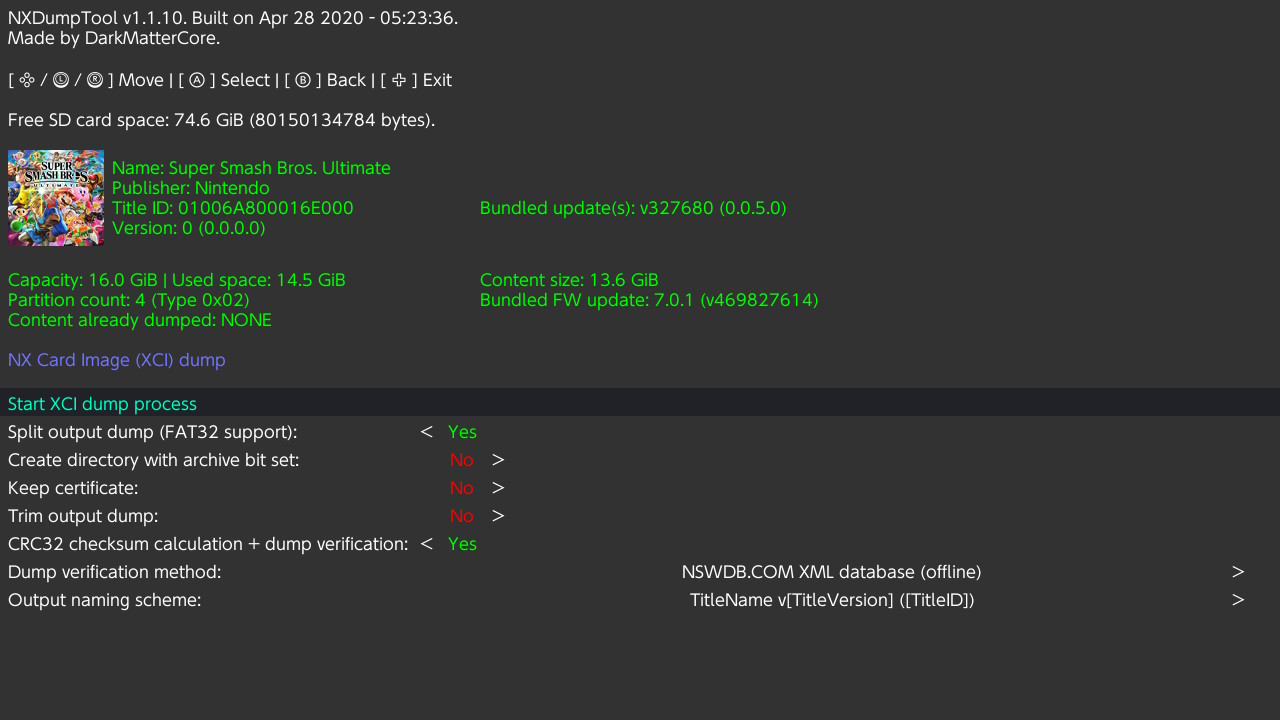 NXDumpTool v1.1.10. Built on Apr 28 2020 - 05:23:36.
Made by DarkMatterCore.
[ / L / R ] Move | [ A ] Select | [ B ] Back | [ ] Exit
Free SD card space: 74.6 GiB (80150134784 bytes).
SUPER
SMASH BROS.
ULTIMATE
Name: Super Smash Bros. Ultimate
Publisher: Nintendo
Title ID: 01006A800016E000 Bundled update(s): v327680 (0.0.5.0)
Version: 0 (0.0.0.0)
Capacity: 16.0 GiB | Used space: 14.5 GiB Content size: 13.6 GiB
Partition count: 4 (Type 0x02) Bundled FW update: 7.0.1 (v469827614)
Content already dumped: NONE
NX Card Image (XCI) dump
Start XCI dump process
Split output dump (FAT32 support): < Yes
Create directory with archive bit set: No >
Keep certificate: No >
Trim output dump: No >
CRC32 checksum calculation + dump verification: < Yes
Dump verification method: NSWDB.COM XML database (offline) >
Output naming scheme: TitleName v[TitleVersion] ([TitleID]) >